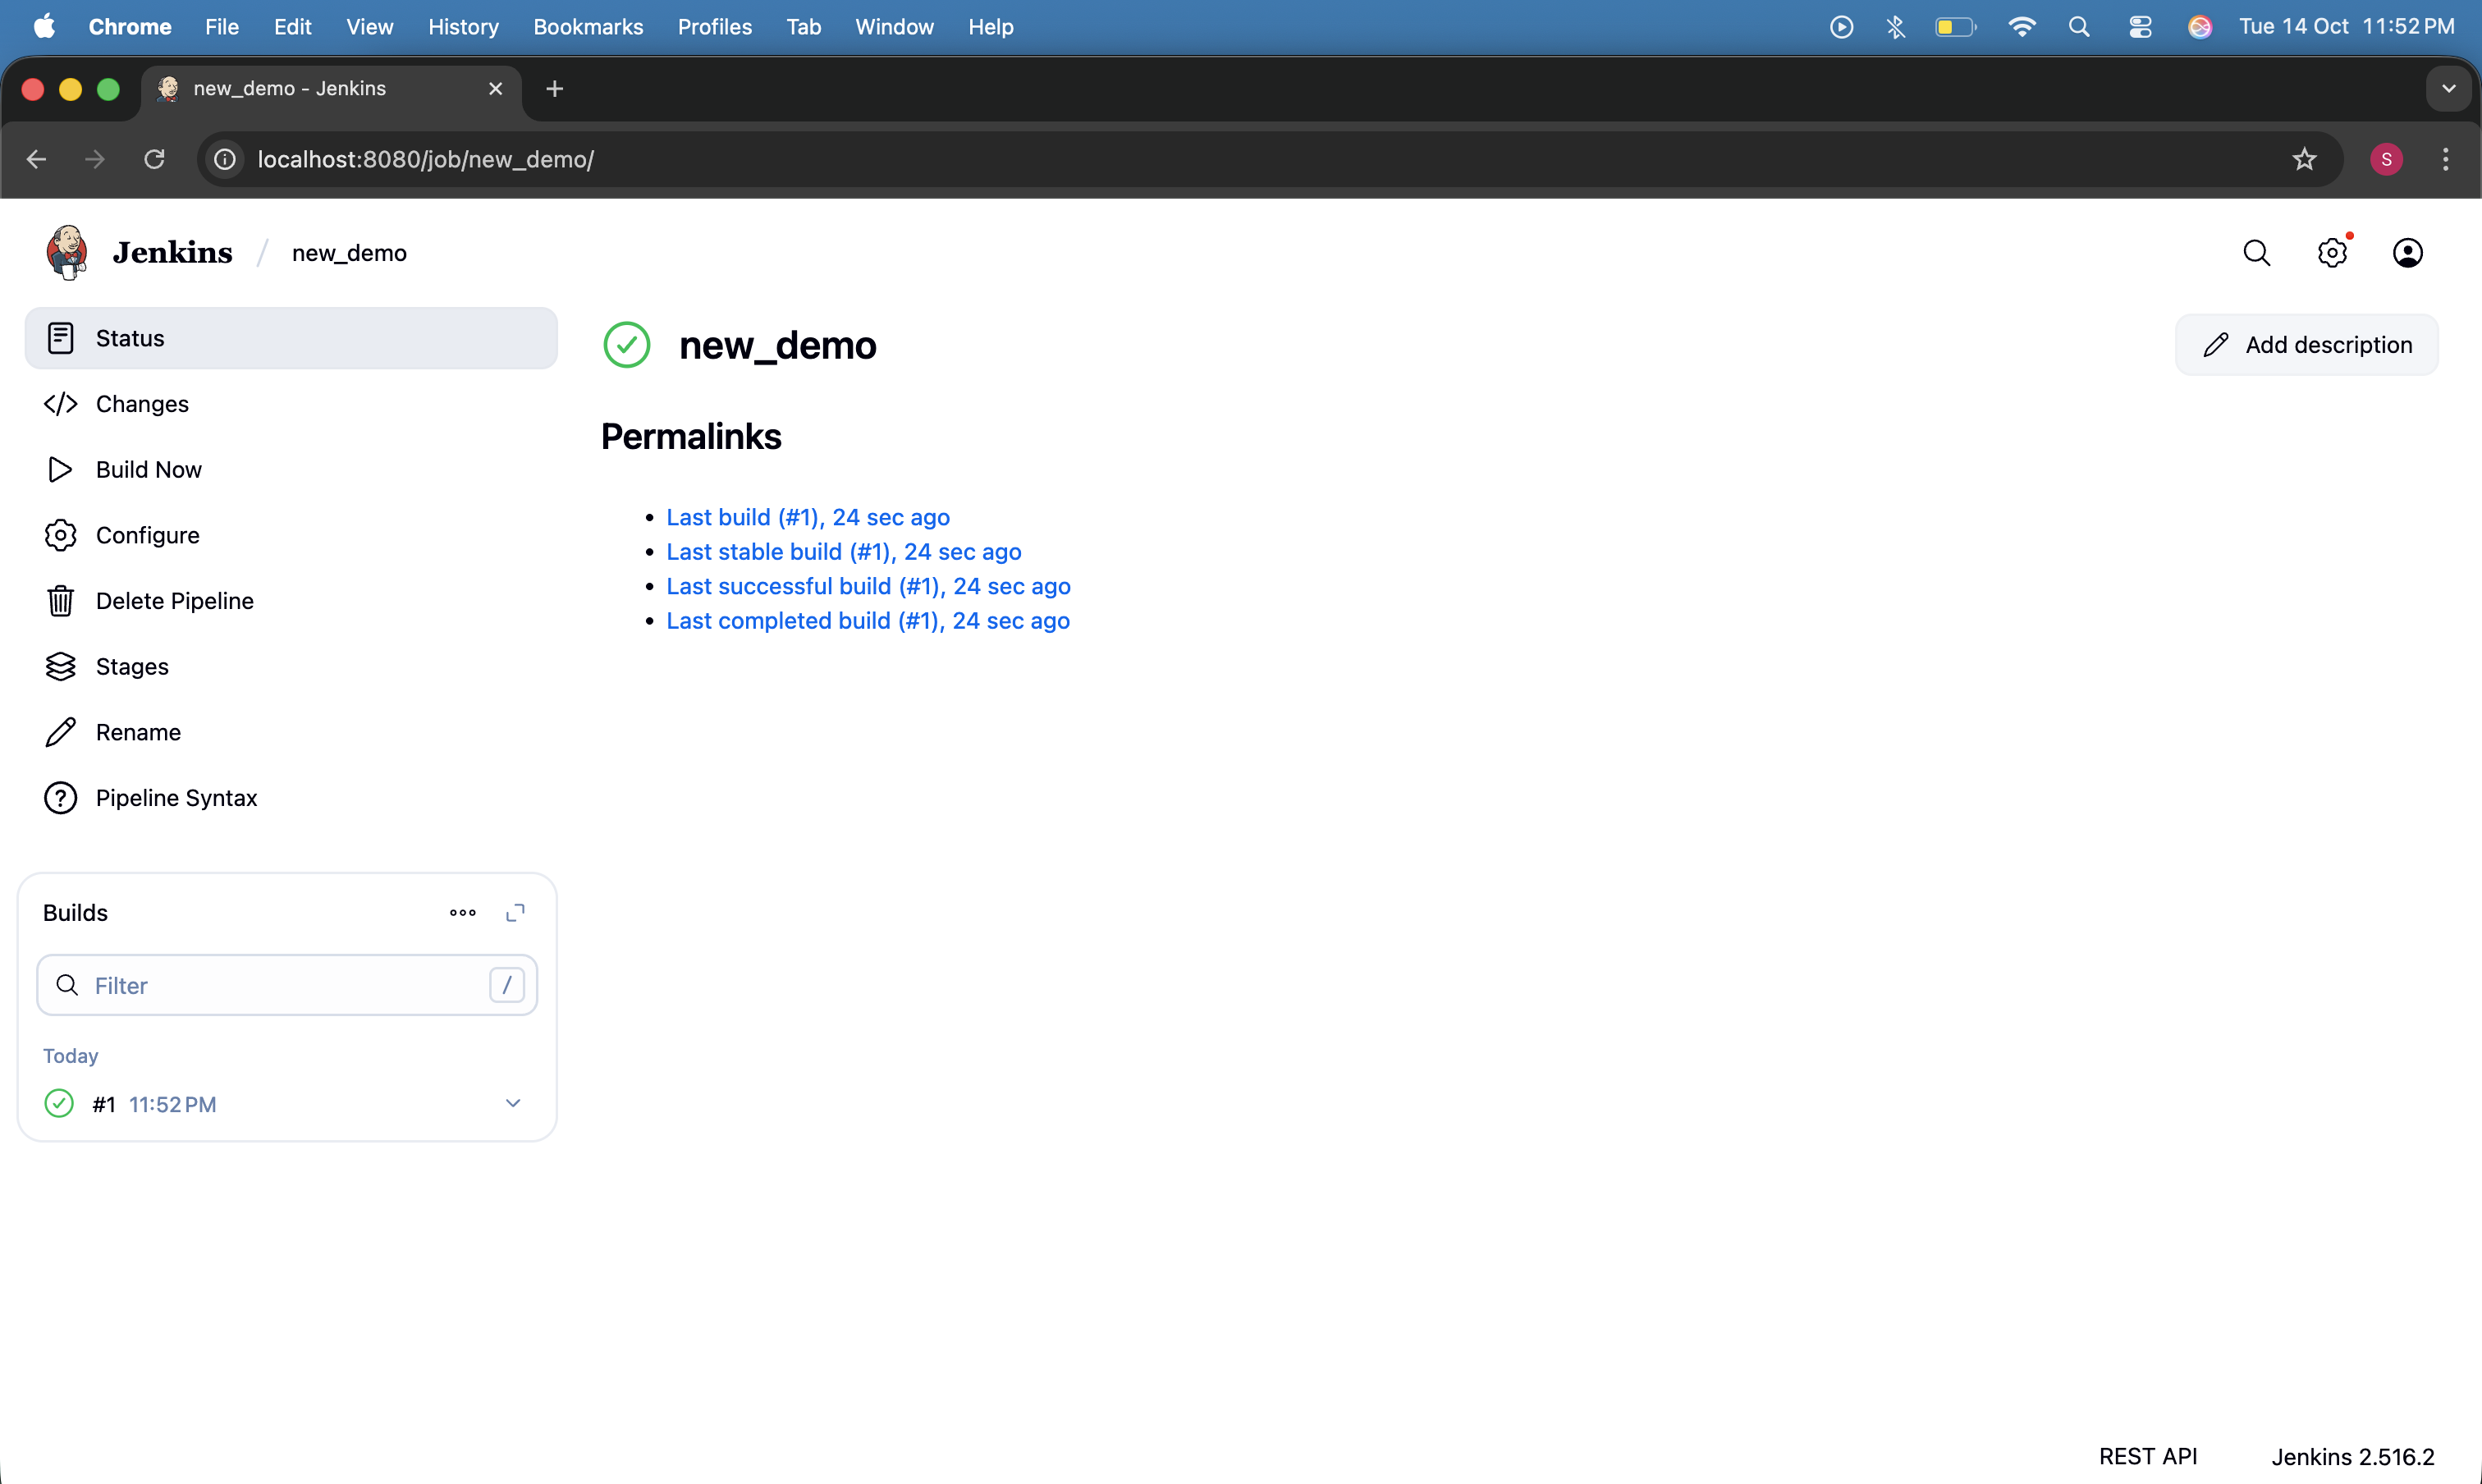 Chrome File Edit View History Bookmarks Profiles Tab Window Help Tue 14 Oct 11:52 PM
new_demo - Jenkins
localhost:8080/job/new_demo/
S
Jenkins / new_demo
Status
Changes
Build Now
Configure
Delete Pipeline
Stages
Rename
Pipeline Syntax
Builds
Filter /
Today
#1 11:52 PM
new_demo
Add description
Permalinks
Last build (#1), 24 sec ago
Last stable build (#1), 24 sec ago
Last successful build (#1), 24 sec ago
Last completed build (#1), 24 sec ago
REST API Jenkins 2.516.2